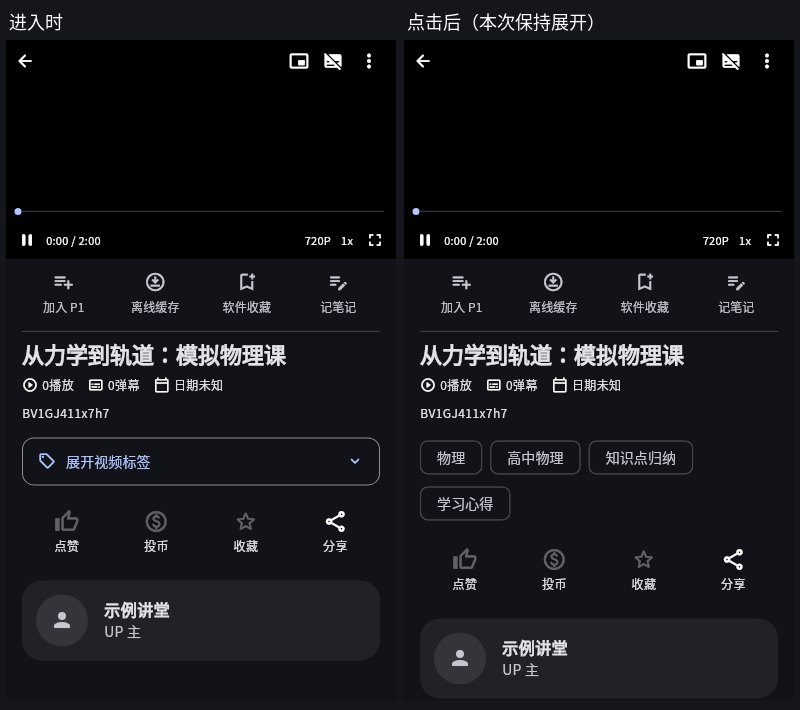 进入时
0:00 / 2:00
720P 1x
加入 P1 离线缓存 软件收藏 记笔记
从力学到轨道：模拟物理课
0播放 0弹幕 日期未知
BV1GJ411x7h7
展开视频标签
点赞 投币 收藏 分享
示例讲堂
UP 主
点击后（本次保持展开）
0:00 / 2:00
720P 1x
加入 P1 离线缓存 软件收藏 记笔记
从力学到轨道：模拟物理课
0播放 0弹幕 日期未知
BV1GJ411x7h7
物理 高中物理 知识点归纳
学习心得
点赞 投币 收藏 分享
示例讲堂
UP 主